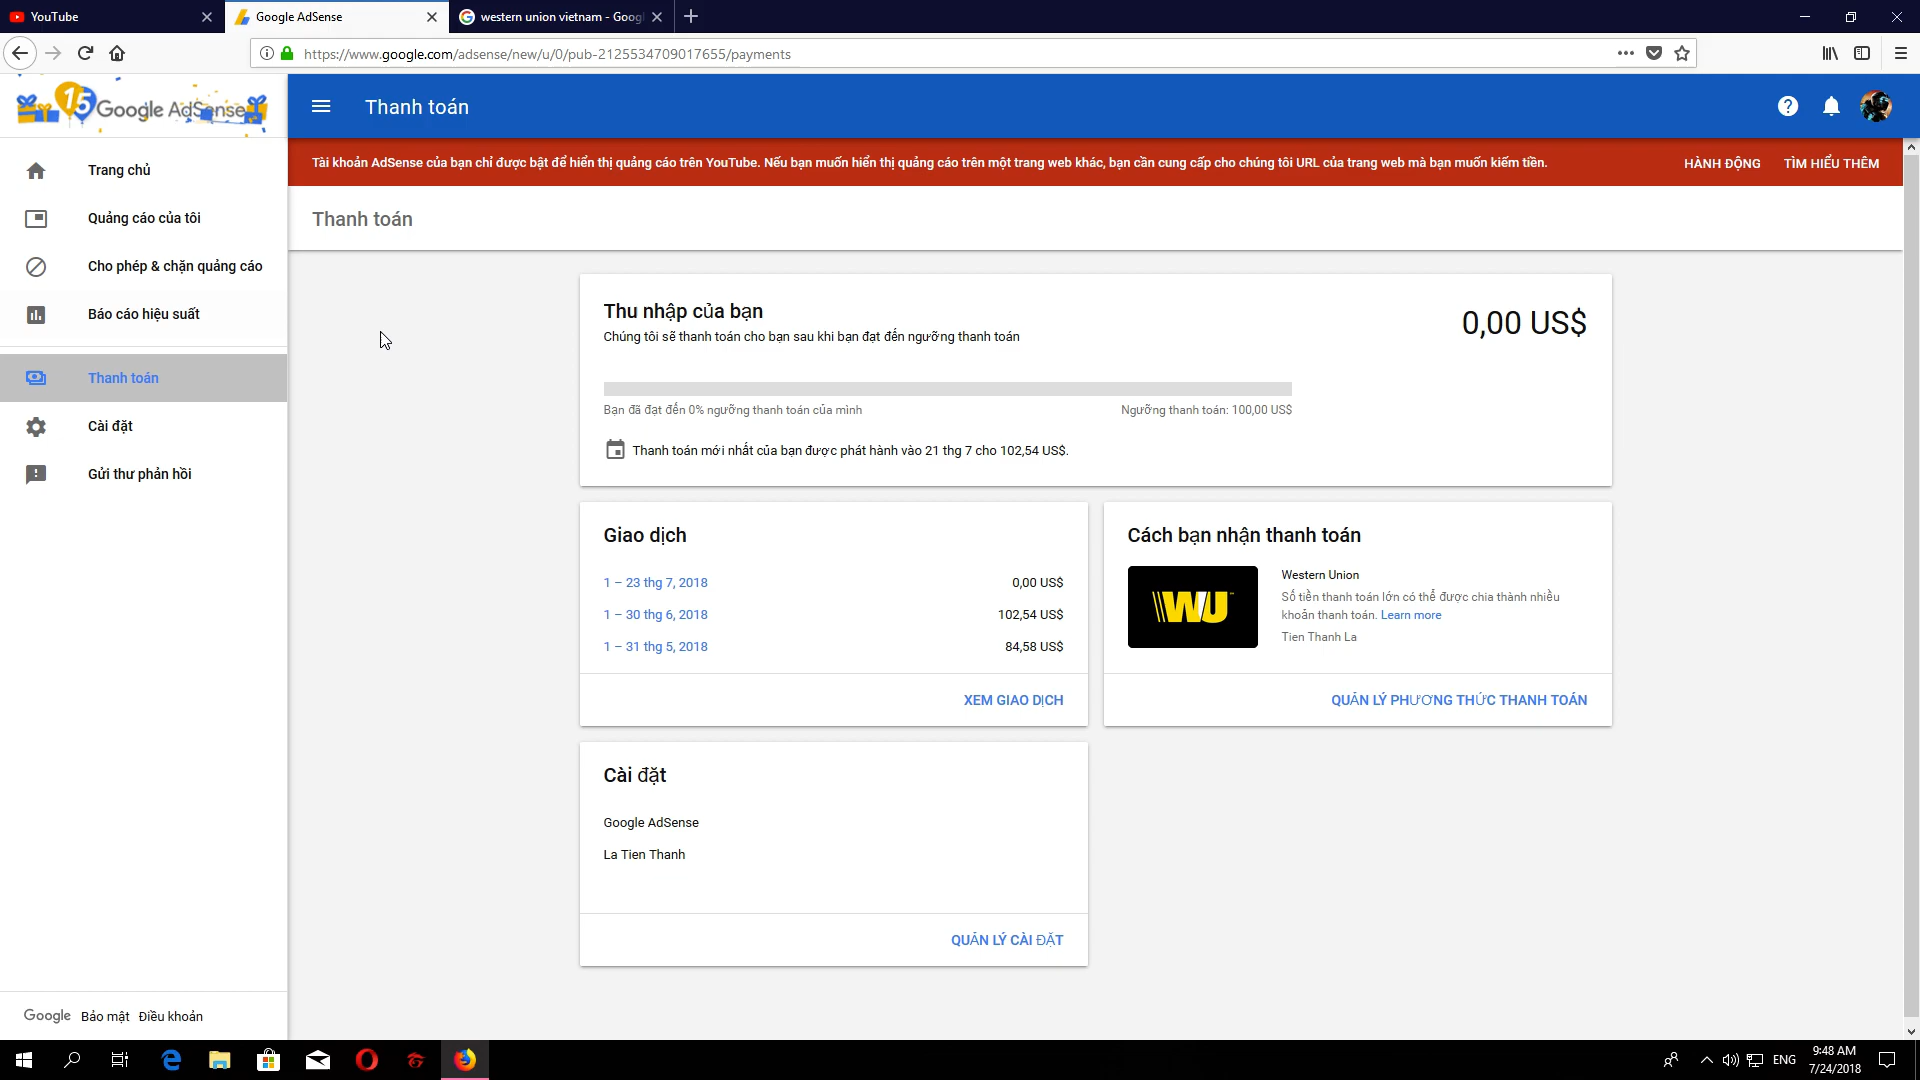 YouTube
Google AdSense
western union vietnam - Goog
https://www.google.com/adsense/new/u/0/pub-2125534709017655/payments
15 Google AdSense
Thanh toán
Tài khoản AdSense của bạn chỉ được bật để hiển thị quảng cáo trên YouTube. Nếu bạn muốn hiển thị quảng cáo trên một trang web khác, bạn cần cung cấp cho chúng tôi URL của trang web mà bạn muốn kiếm tiền.
HÀNH ĐỘNG
TÌM HIỂU THÊM
Trang chủ
Quảng cáo của tôi
Cho phép & chặn quảng cáo
Báo cáo hiệu suất
Thanh toán
Cài đặt
Gửi thư phản hồi
Thanh toán
Thu nhập của bạn
0,00 US$
Chúng tôi sẽ thanh toán cho bạn sau khi bạn đạt đến ngưỡng thanh toán
Bạn đã đạt đến 0% ngưỡng thanh toán của mình
Ngưỡng thanh toán: 100,00 US$
Thanh toán mới nhất của bạn được phát hành vào 21 thg 7 cho 102,54 US$.
Giao dịch
1 – 23 thg 7, 2018 0,00 US$
1 – 30 thg 6, 2018 102,54 US$
1 – 31 thg 5, 2018 84,58 US$
XEM GIAO DỊCH
Cách bạn nhận thanh toán
WU
Western Union
Số tiền thanh toán lớn có thể được chia thành nhiều
khoản thanh toán. Learn more
Tien Thanh La
QUẢN LÝ PHƯƠNG THỨC THANH TOÁN
Cài đặt
Google AdSense
La Tien Thanh
QUẢN LÝ CÀI ĐẶT
Google Bảo mật Điều khoản
ENG
9:48 AM
7/24/2018